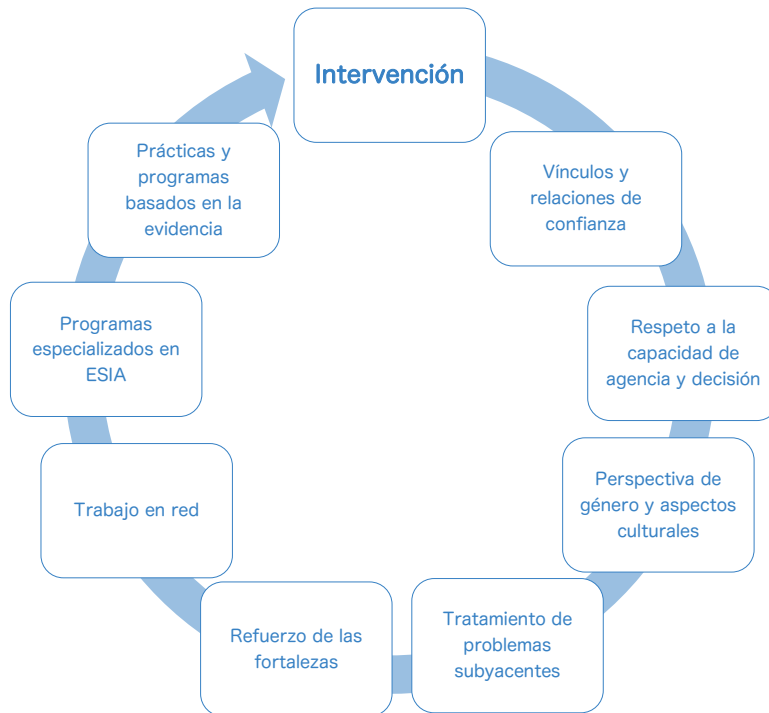 Intervención
Vínculos y
relaciones de
confianza
Respeto a la
capacidad de
agencia y decisión
Perspectiva de
género y aspectos
culturales
Tratamiento de
problemas
subyacentes
Refuerzo de las
fortalezas
Trabajo en red
Programas
especializados en
ESIA
Prácticas y
programas
basados en la
evidencia